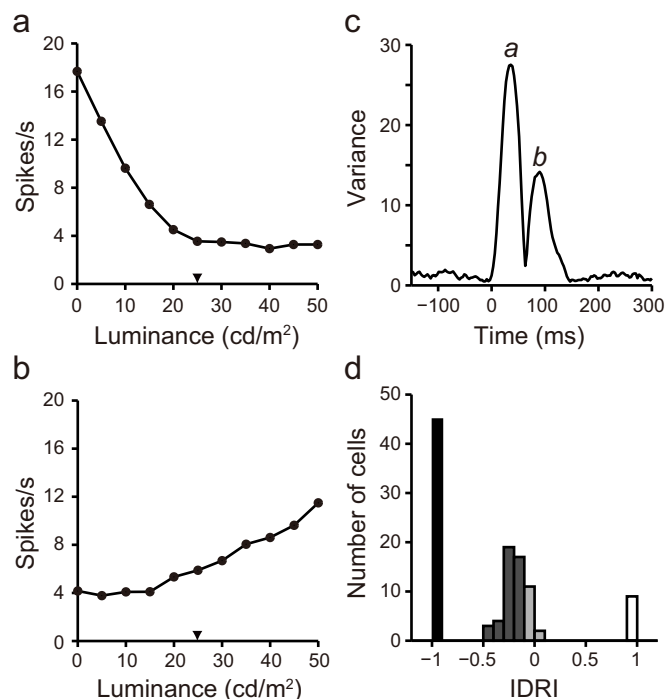 a
Spikes/s
20
16
12
8
4
0
0 10 20 30 40 50
Luminance (cd/m²)
b
Spikes/s
20
16
12
8
4
0
0 10 20 30 40 50
Luminance (cd/m²)
c
Variance
30
20
10
0
a
b
−100 0 100 200 300
Time (ms)
d
Number of cells
50
40
30
20
10
0
−1 −0.5 0 0.5 1
IDRI